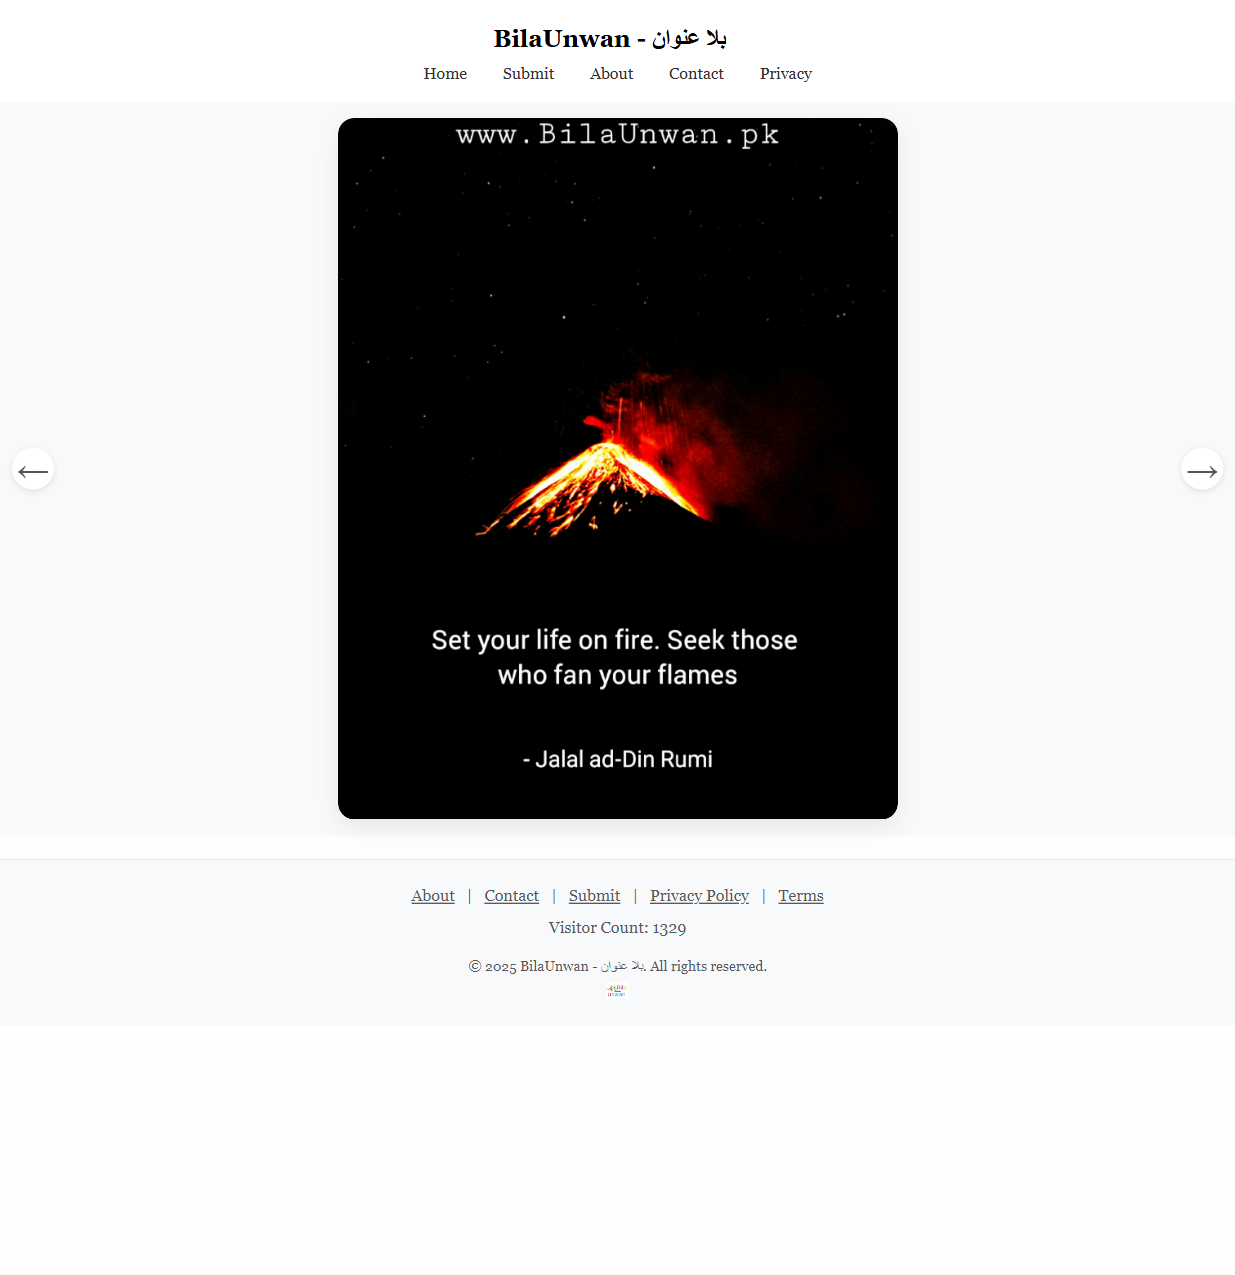 BilaUnwan - بلا عنوان
Home Submit About Contact Privacy
www.BilaUnwan.pk
Set your life on fire. Seek those
who fan your flames
- Jalal ad-Din Rumi
About | Contact | Submit | Privacy Policy | Terms
Visitor Count: 1329
© 2025 BilaUnwan - بلا عنوان. All rights reserved.